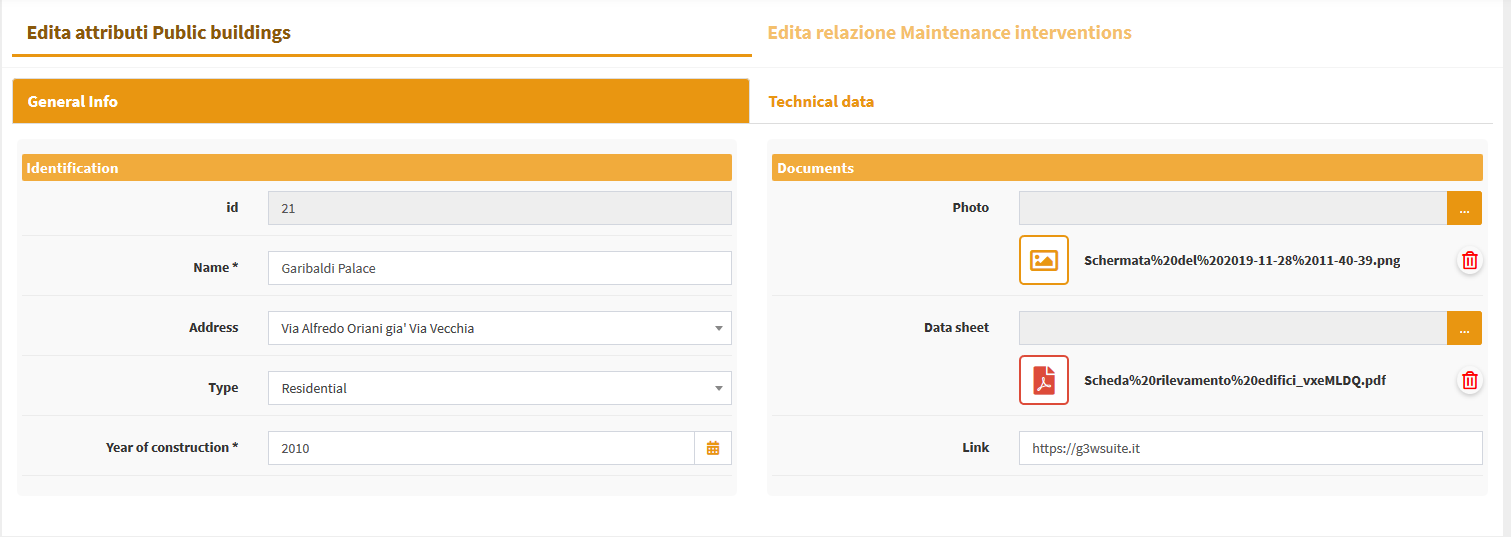 Edita attributi Public buildings
Edita relazione Maintenance interventions
General Info
Technical data
Identification
id
21
Name *
Garibaldi Palace
Address
Via Alfredo Oriani gia' Via Vecchia
Type
Residential
Year of construction *
2010
Documents
Photo
...
Schermata%20del%202019-11-28%2011-40-39.png
Data sheet
...
Scheda%20rilevamento%20edifici_vxeMLDQ.pdf
Link
https://g3wsuite.it